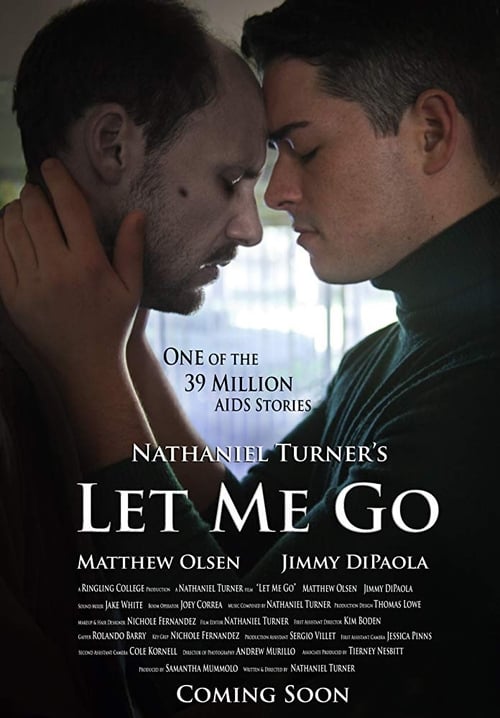 ONE OF THE
39 MILLION
AIDS STORIES
NATHANIEL TURNER'S
LET ME GO
MATTHEW OLSEN JIMMY DIPAOLA
A RINGLING COLLEGE PRODUCTION A NATHANIEL TURNER FILM "LET ME GO" MATTHEW OLSEN JIMMY DIPAOLA
SOUND MIXER JAKE WHITE BOOM OPERATOR JOEY CORREA MUSIC COMPOSED BY NATHANIEL TURNER PRODUCTION DESIGN THOMAS LOWE
MAKEUP & HAIR DESIGNER NICHOLE FERNANDEZ FILM EDITOR NATHANIEL TURNER FIRST ASSISTANT DIRECTOR KIM BODEN
GAFFER ROLANDO BARRY KEY GRIP NICHOLE FERNANDEZ PRODUCTION ASSISTANT SERGIO VILLET FIRST ASSISTANT CAMERA JESSICA PINNS
SECOND ASSISTANT CAMERA COLE KORNELL DIRECTOR OF PHOTOGRAPHY ANDREW MURILLO ASSOCIATE PRODUCED BY TIERNEY NESBITT
PRODUCED BY SAMANTHA MUMMOLO WRITTEN & DIRECTED BY NATHANIEL TURNER
COMING SOON